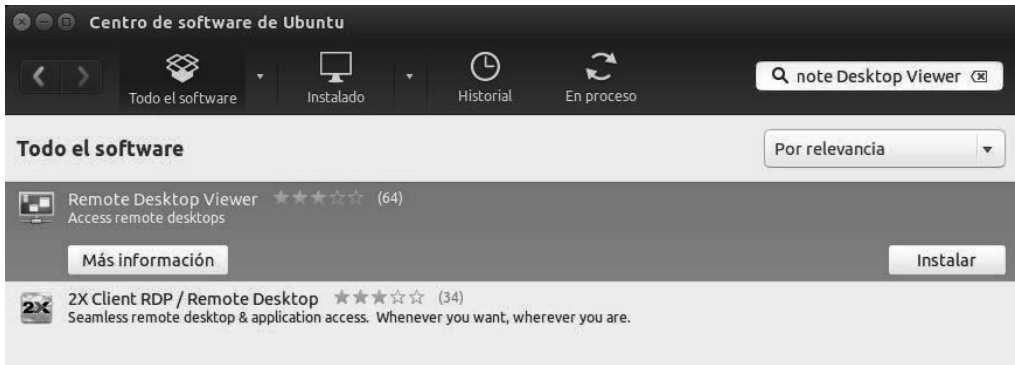 Centro de software de Ubuntu
Todo el software
Instalado
Historial
En proceso
note Desktop Viewer
Todo el software
Por relevancia
Remote Desktop Viewer (64)
Access remote desktops
Más información
Instalar
2X
2X Client RDP / Remote Desktop (34)
Seamless remote desktop & application access. Whenever you want, wherever you are.